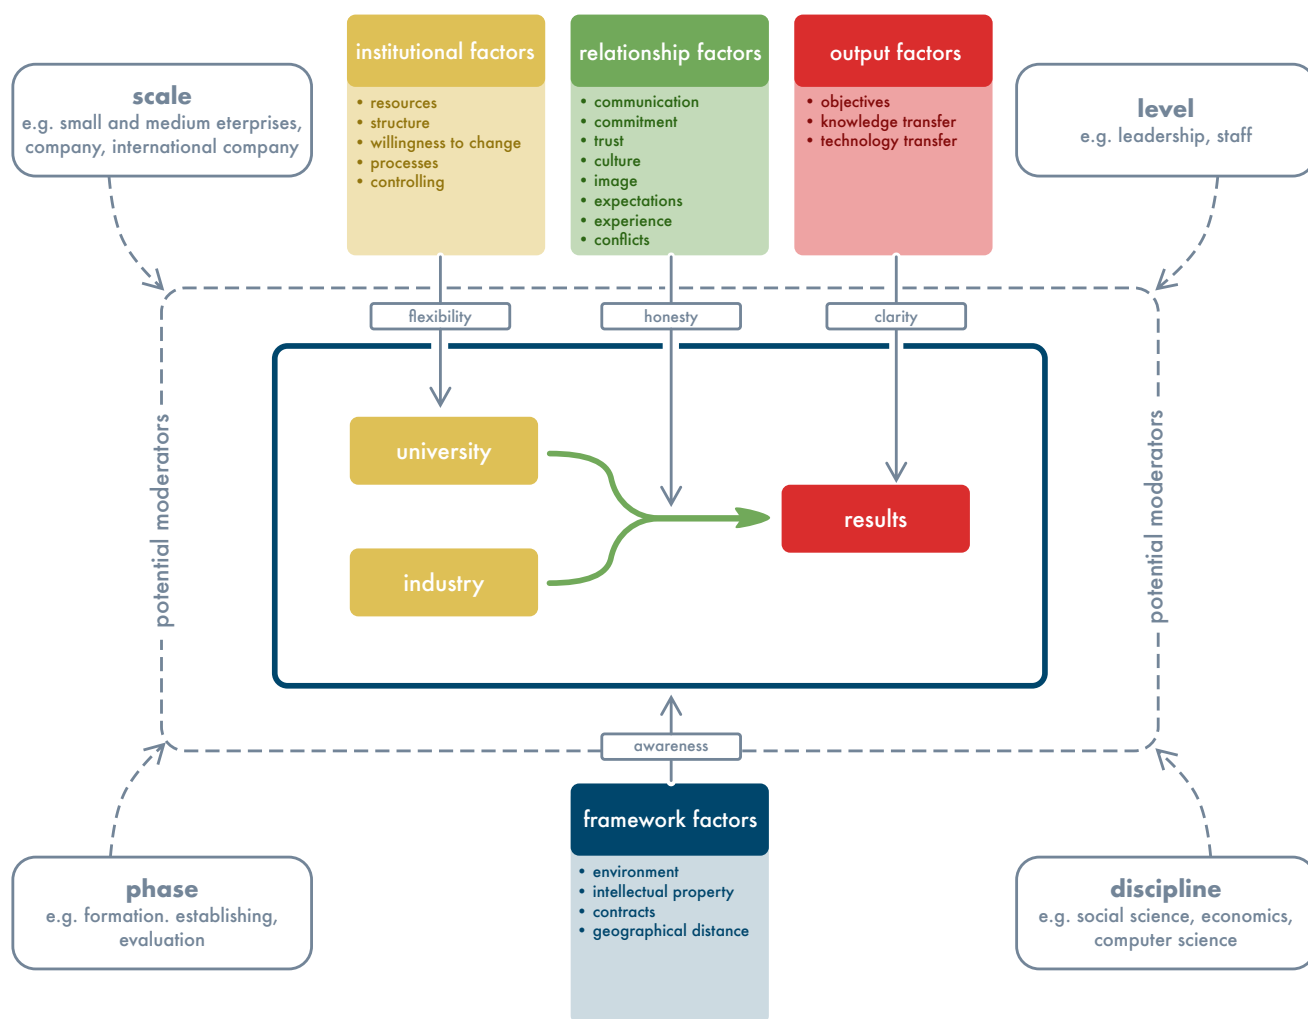 institutional factors
• resources
• structure
• willingness to change
• processes
• controlling
relationship factors
• communication
• commitment
• trust
• culture
• image
• expectations
• experience
• conflicts
output factors
• objectives
• knowledge transfer
• technology transfer
scale
e.g. small and medium eterprises,
company, international company
level
e.g. leadership, staff
flexibility
honesty
clarity
potential moderators
university
industry
results
potential moderators
awareness
framework factors
• environment
• intellectual property
• contracts
• geographical distance
phase
e.g. formation. establishing,
evaluation
discipline
e.g. social science, economics,
computer science